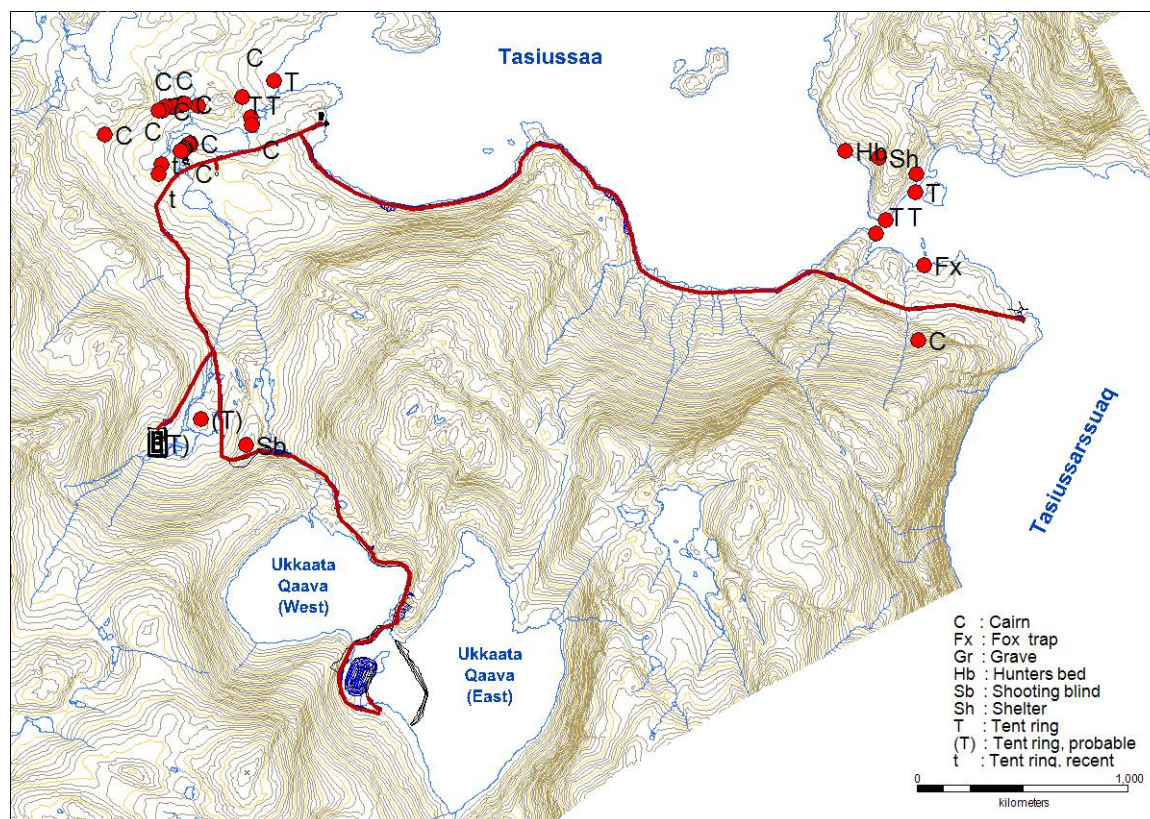 Tasiussaa
C
T
C C
C
T T
C
C
C
C
C
t
C
t
Hb
Sh
T
T T
Fx
C
(T)
(T)
Sb
Tasiussarssuaq
Ukkaata
Qaava
(West)
Ukkaata
Qaava
(East)
C : Cairn
Fx : Fox trap
Gr : Grave
Hb : Hunters bed
Sb : Shooting blind
Sh : Shelter
T : Tent ring
(T) : Tent ring, probable
t : Tent ring, recent
0 1,000
kilometers